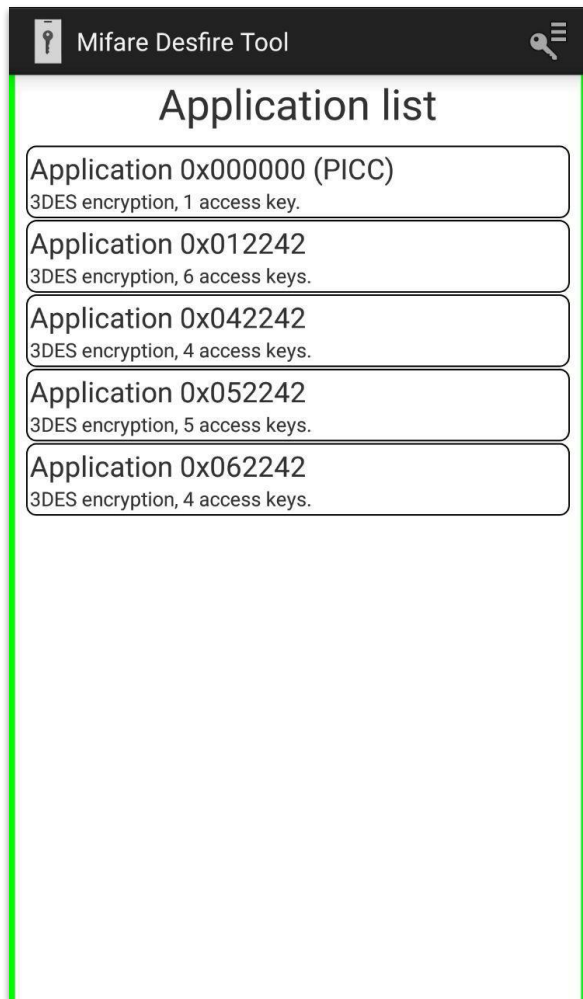 Mifare Desfire Tool
Application list
Application 0x000000 (PICC)
3DES encryption, 1 access key.
Application 0x012242
3DES encryption, 6 access keys.
Application 0x042242
3DES encryption, 4 access keys.
Application 0x052242
3DES encryption, 5 access keys.
Application 0x062242
3DES encryption, 4 access keys.